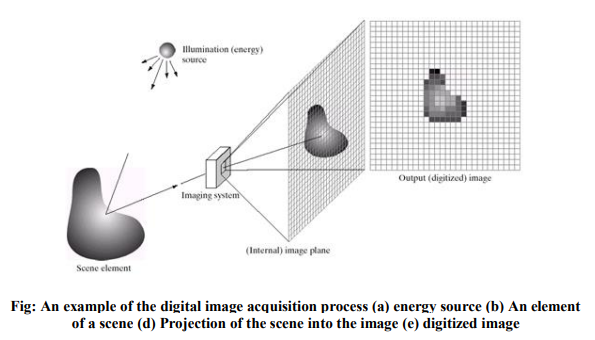 Illumination (energy)
source
Imaging system
(Internal) image plane
Output (digitized) image
Scene element
Fig: An example of the digital image acquisition process (a) energy source (b) An element
of a scene (d) Projection of the scene into the image (e) digitized image